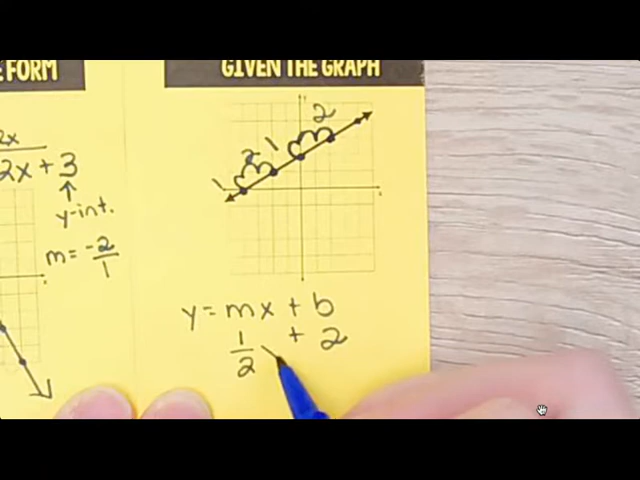 E FORM
2x
2x + 3
y-int.
m = -2
1
GIVEN THE GRAPH
2
1 2 1
y = mx + b
1 + 2
2